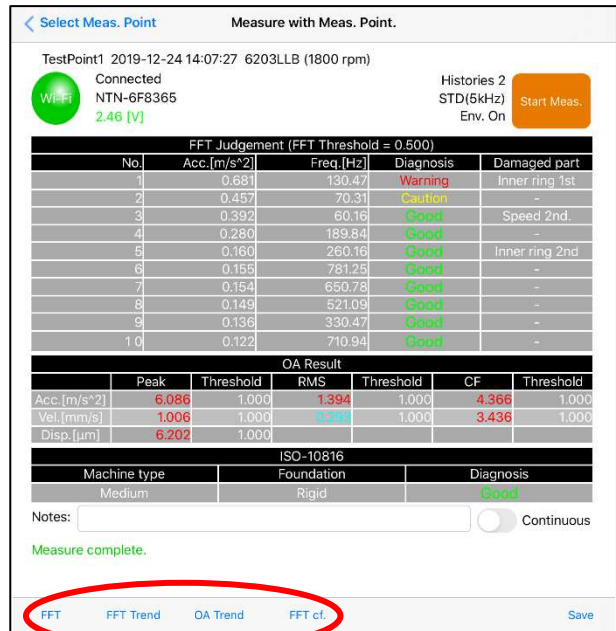 Select Meas. Point Measure with Meas. Point.
TestPoint1 2019-12-24 14:07:27 6203LLB (1800 rpm)
Wi-Fi
Connected
NTN-6F8365
2.46 [V]
Histories 2
STD(5kHz)
Env. On
Start Meas.
FFT Judgement (FFT Threshold = 0.500)
No. Acc.[m/s^2] Freq.[Hz] Diagnosis Damaged part
1 0.681 130.47 Warning Inner ring 1st
2 0.457 70.31 Caution -
3 0.392 60.16 Good Speed 2nd.
4 0.280 189.84 Good -
5 0.160 260.16 Good Inner ring 2nd
6 0.155 781.25 Good -
7 0.154 650.78 Good -
8 0.149 521.09 Good -
9 0.136 330.47 Good -
10 0.122 710.94 Good -
OA Result
Peak Threshold RMS Threshold CF Threshold
Acc.[m/s^2] 6.086 1.000 1.394 1.000 4.366 1.000
Vel.[mm/s] 1.006 1.000 0.293 1.000 3.436 1.000
Disp.[μm] 6.202 1.000
ISO-10816
Machine type Foundation Diagnosis
Medium Rigid Good
Notes: Continuous
Measure complete.
FFT FFT Trend OA Trend FFT cf. Save